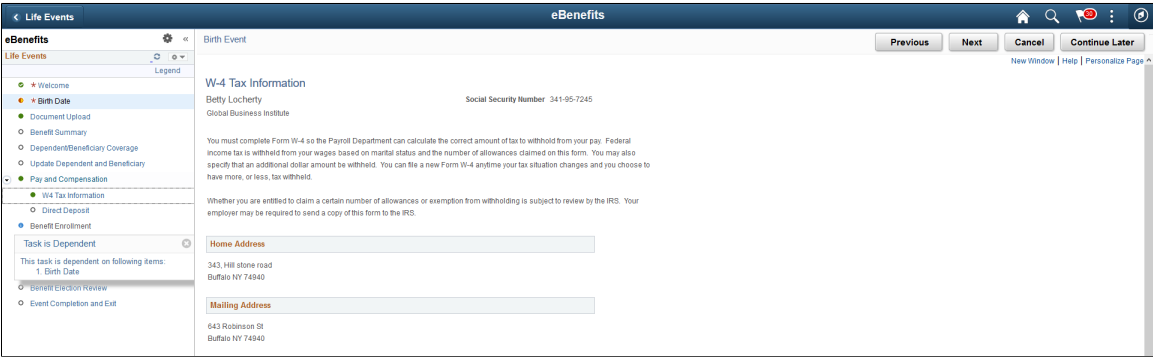 Life Events
eBenefits
30
eBenefits
Life Events
Legend
* Welcome
* Birth Date
Document Upload
Benefit Summary
Dependent/Beneficiary Coverage
Update Dependent and Beneficiary
Pay and Compensation
W4 Tax Information
Direct Deposit
Benefit Enrollment
Task is Dependent
This task is dependent on following items:
1. Birth Date
Benefit Election Review
Event Completion and Exit
Birth Event
Previous Next Cancel Continue Later
New Window | Help | Personalize Page
W-4 Tax Information
Betty Locherty Social Security Number 341-95-7245
Global Business Institute
You must complete Form W-4 so the Payroll Department can calculate the correct amount of tax to withhold from your pay. Federal
income tax is withheld from your wages based on marital status and the number of allowances claimed on this form. You may also
specify that an additional dollar amount be withheld. You can file a new Form W-4 anytime your tax situation changes and you choose to
have more, or less, tax withheld.
Whether you are entitled to claim a certain number of allowances or exemption from withholding is subject to review by the IRS. Your
employer may be required to send a copy of this form to the IRS.
Home Address
343, Hill stone road
Buffalo NY 74940
Mailing Address
643 Robinson St
Buffalo NY 74940